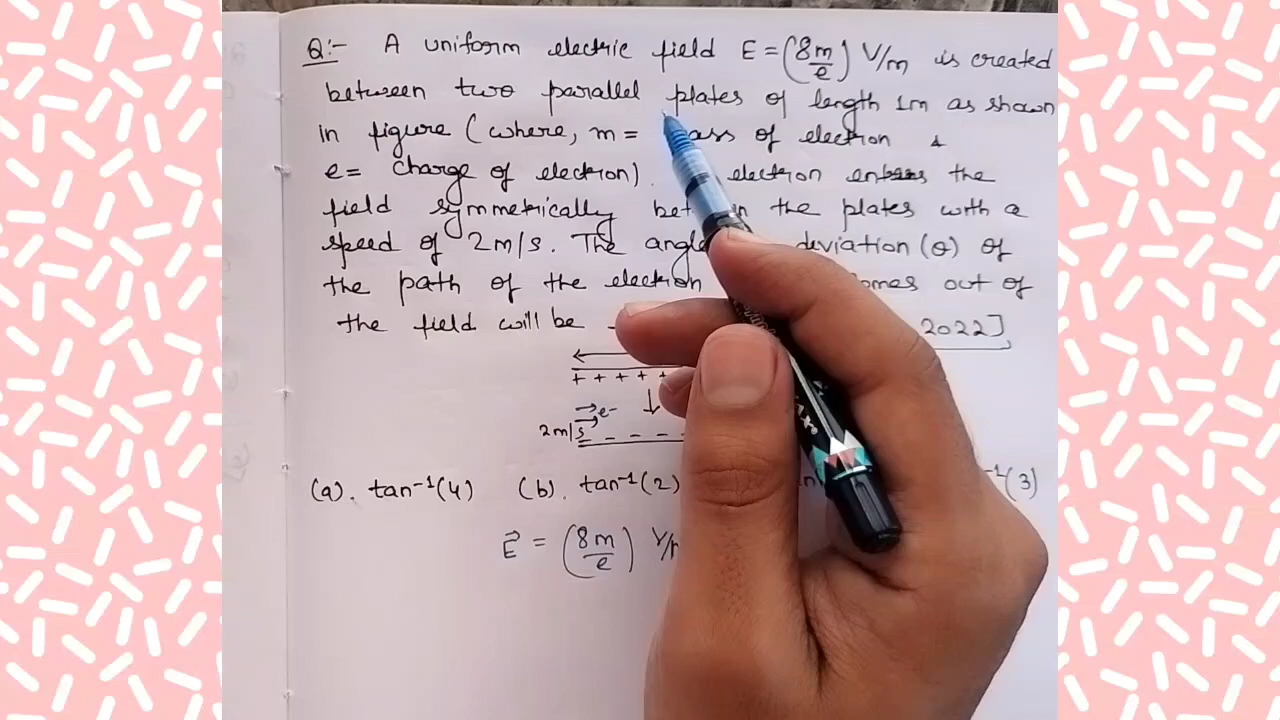 Q:- A uniform electric field E = (8m/e) V/m is created
between two parallel plates of length 1m as shown
in figure (where, m = ass of electron &
e = charge of electron). electron enters the
field symmetrically bet n the plates with a
speed of 2m/s. The angle deviation (θ) of
the path of the electron omes out of
the field will be 2022]
+ + + + +
→ e-
2m/s
(a). tan⁻¹(4) (b). tan⁻¹(2) ⁻¹(3)
E⃗ = (8m/e) V/